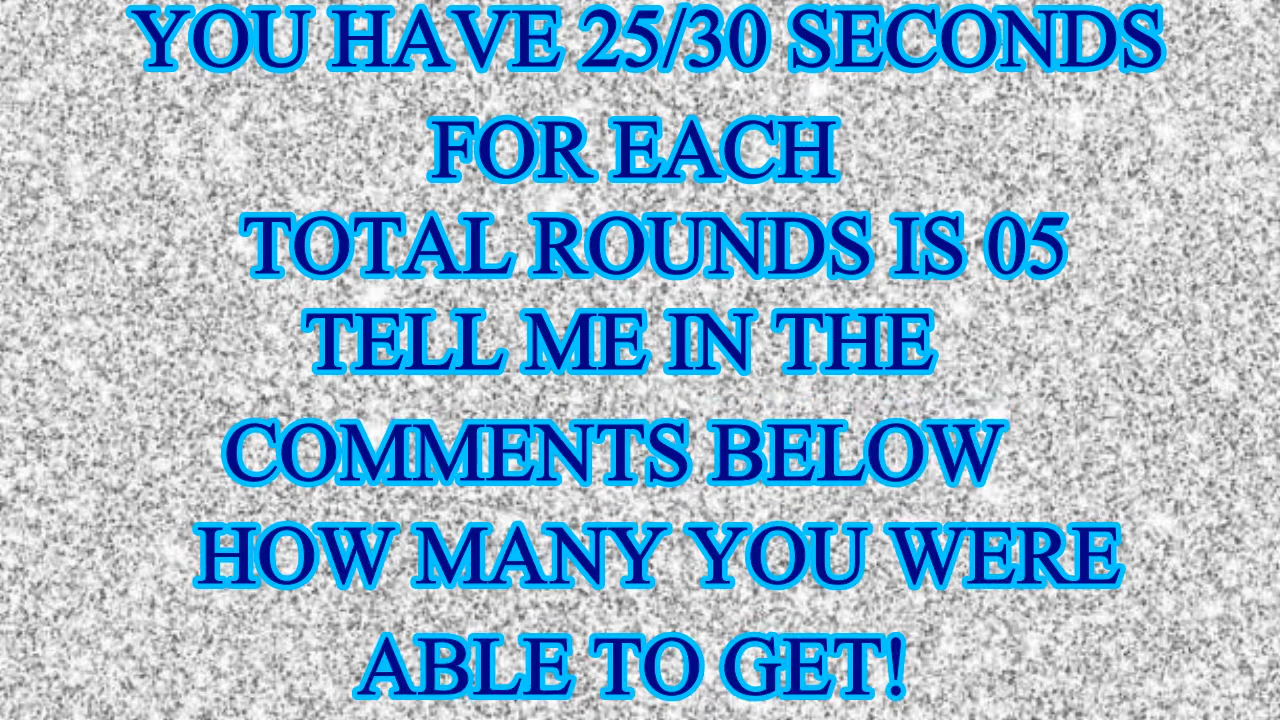 YOU HAVE 25/30 SECONDS
FOR EACH
TOTAL ROUNDS IS 05
TELL ME IN THE
COMMENTS BELOW
HOW MANY YOU WERE
ABLE TO GET!